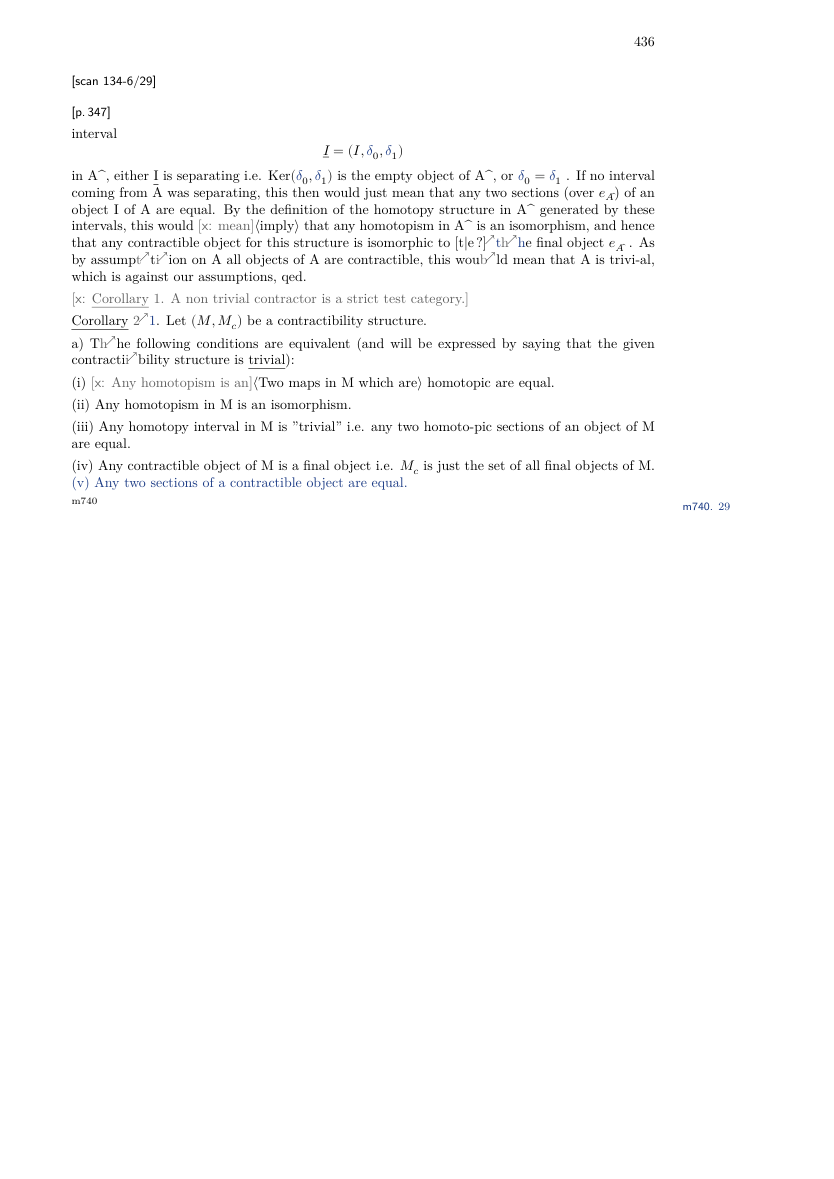 436
[scan 134-6/29]
[p. 347]
interval
I = (I, δ₀, δ₁)
in A^, either I is separating i.e. Ker(δ₀, δ₁) is the empty object of A^, or δ₀ = δ₁ . If no interval
coming from Ā was separating, this then would just mean that any two sections (over e_A^) of an
object I of A are equal. By the definition of the homotopy structure in A^ generated by these
intervals, this would [x: mean]⟨imply⟩ that any homotopism in A^ is an isomorphism, and hence
that any contractible object for this structure is isomorphic to [t|e ?]↗th↗he final object e_A^ . As
by assumpt↗ti↗ion on A all objects of A are contractible, this woub↗ld mean that A is trivi-al,
which is against our assumptions, qed.
[x: Corollary 1. A non trivial contractor is a strict test category.]
Corollary 2↗1. Let (M, M_c) be a contractibility structure.
a) Th↗he following conditions are equivalent (and will be expressed by saying that the given
contractii↗bility structure is trivial):
(i) [x: Any homotopism is an]⟨Two maps in M which are⟩ homotopic are equal.
(ii) Any homotopism in M is an isomorphism.
(iii) Any homotopy interval in M is ”trivial” i.e. any two homoto-pic sections of an object of M
are equal.
(iv) Any contractible object of M is a final object i.e. M_c is just the set of all final objects of M.
(v) Any two sections of a contractible object are equal.
m740
m740. 29